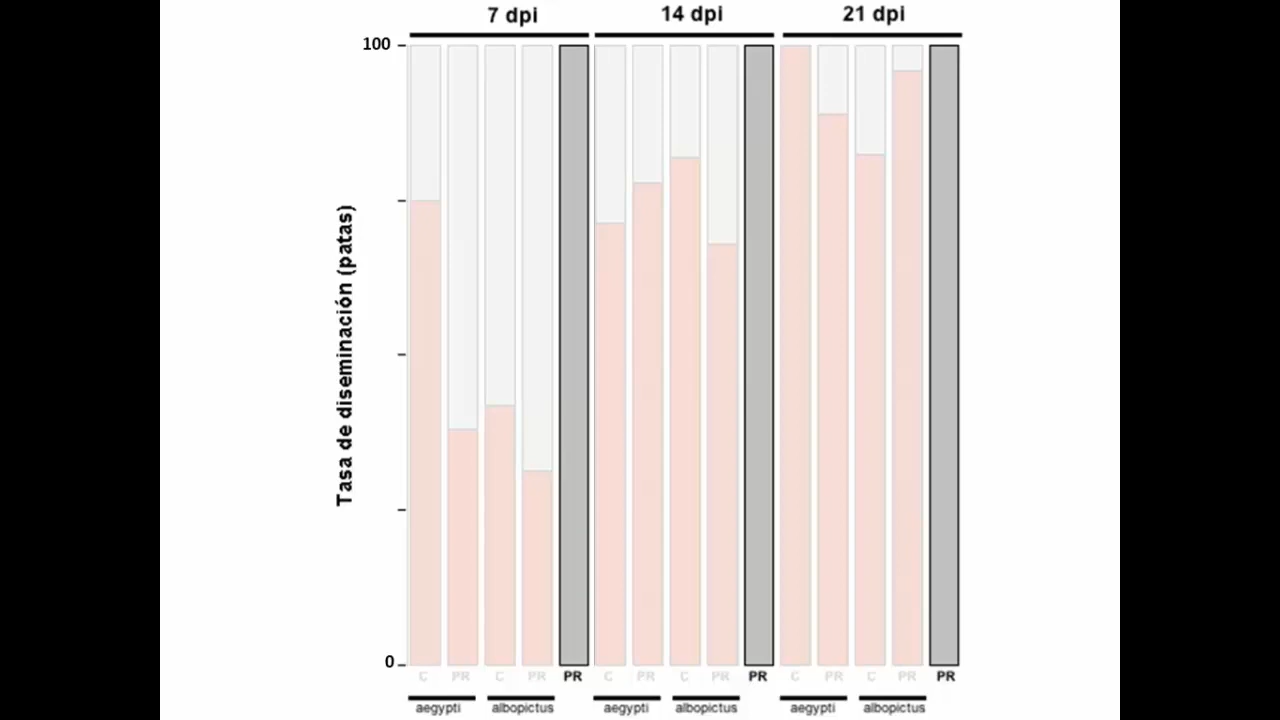 7 dpi 14 dpi 21 dpi
100
Tasa de diseminación (patas)
0
C PR C PR PR C PR C PR PR C PR C PR PR
aegypti albopictus aegypti albopictus aegypti albopictus